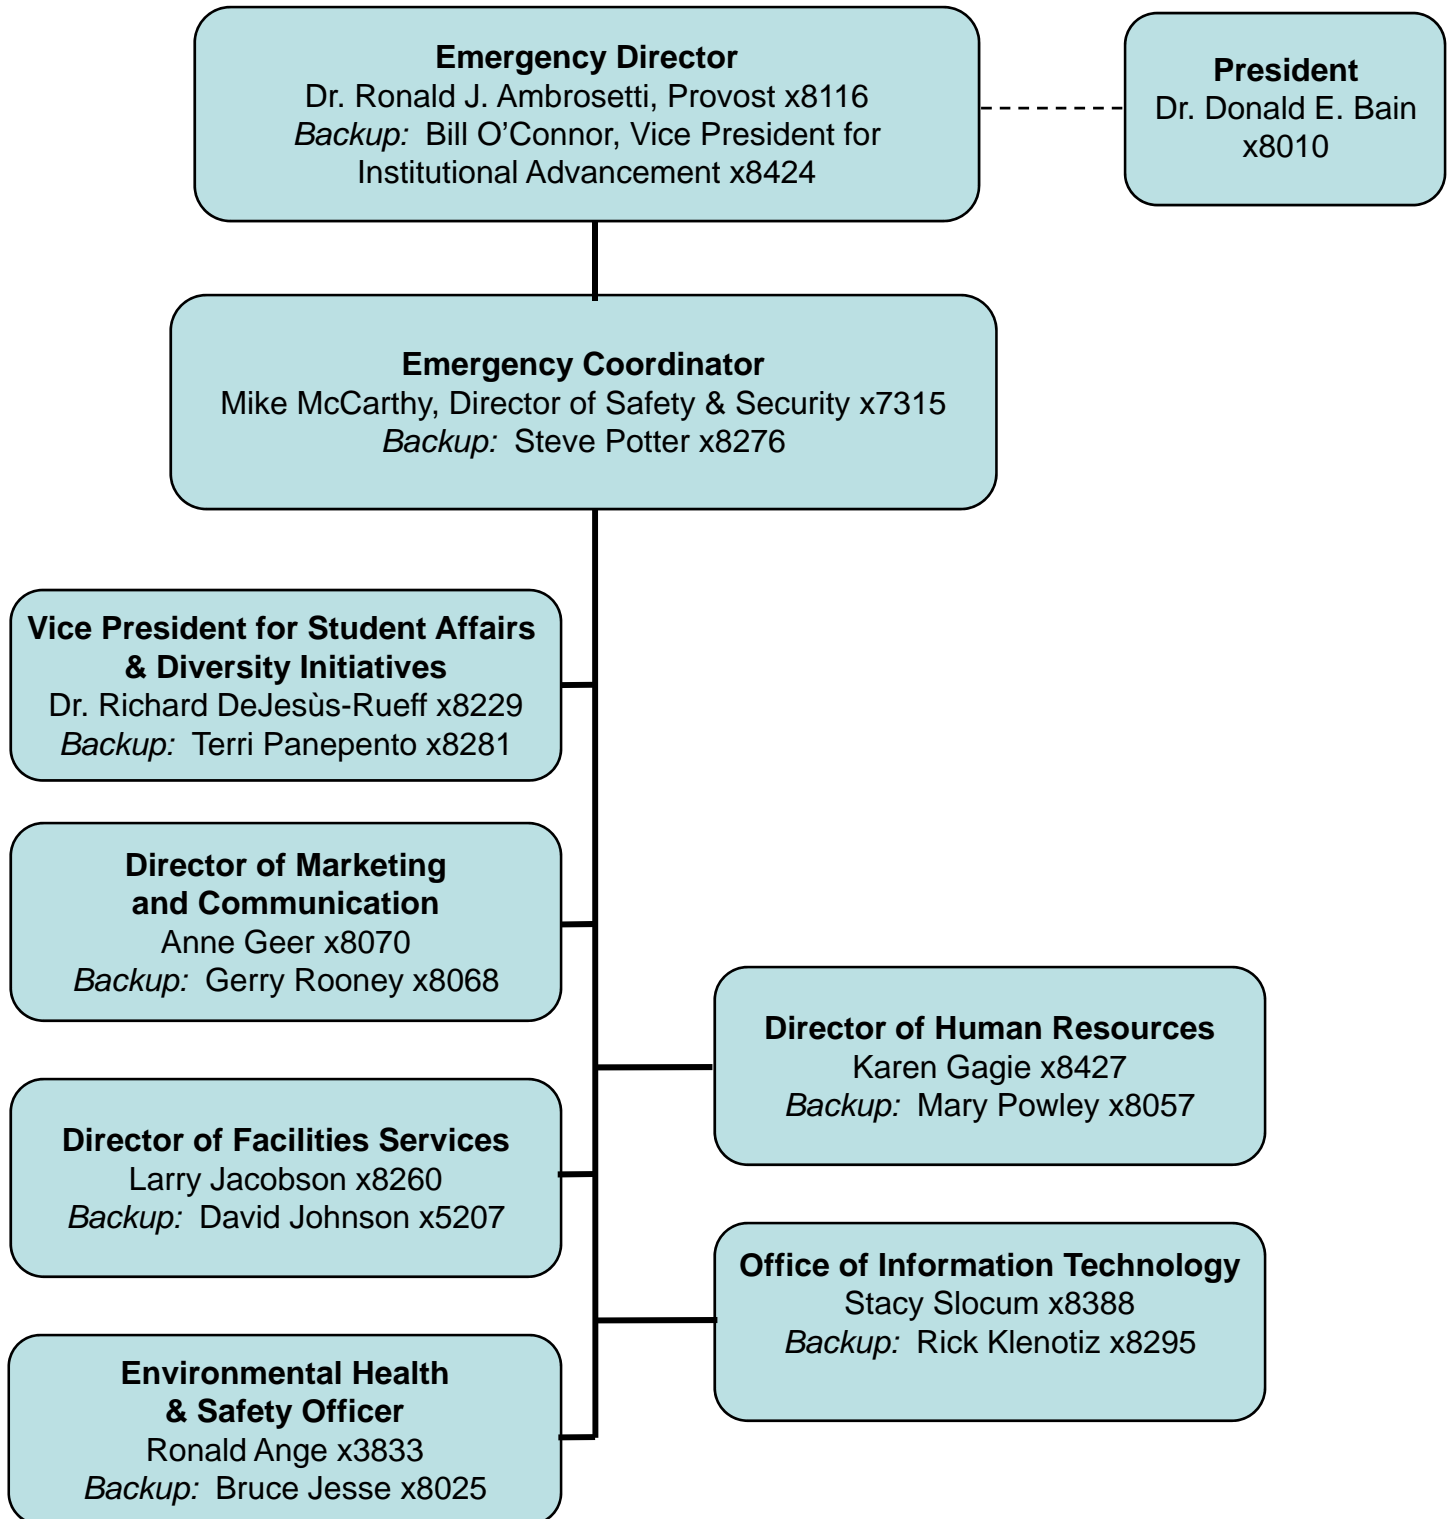 Emergency Director
Dr. Ronald J. Ambrosetti, Provost x8116
Backup: Bill O’Connor, Vice President for
Institutional Advancement x8424
President
Dr. Donald E. Bain
x8010
Emergency Coordinator
Mike McCarthy, Director of Safety & Security x7315
Backup: Steve Potter x8276
Vice President for Student Affairs
& Diversity Initiatives
Dr. Richard DeJesùs-Rueff x8229
Backup: Terri Panepento x8281
Director of Marketing
and Communication
Anne Geer x8070
Backup: Gerry Rooney x8068
Director of Human Resources
Karen Gagie x8427
Backup: Mary Powley x8057
Director of Facilities Services
Larry Jacobson x8260
Backup: David Johnson x5207
Office of Information Technology
Stacy Slocum x8388
Backup: Rick Klenotiz x8295
Environmental Health
& Safety Officer
Ronald Ange x3833
Backup: Bruce Jesse x8025